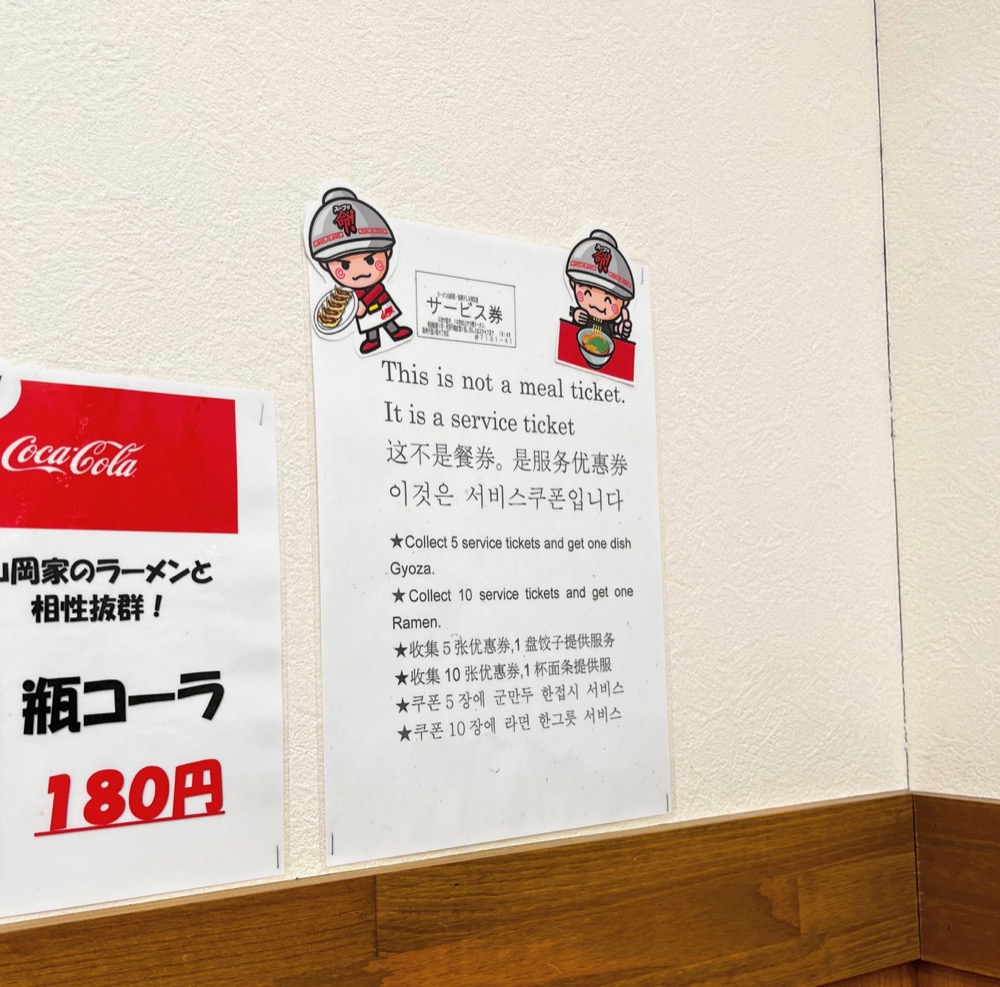 Coca-Cola
山岡家のラーメンと
相性抜群！
瓶コーラ
180円
命!
サービス券
命!
This is not a meal ticket.
It is a service ticket
这不是餐券。是服务优惠券
이것은 서비스쿠폰입니다
★Collect 5 service tickets and get one dish
Gyoza.
★Collect 10 service tickets and get one
Ramen.
★收集 5 张优惠券,1 盘饺子提供服务
★收集 10 张优惠券,1 杯面条提供服
★쿠폰 5 장에 군만두 한접시 서비스
★쿠폰 10 장에 라면 한그릇 서비스